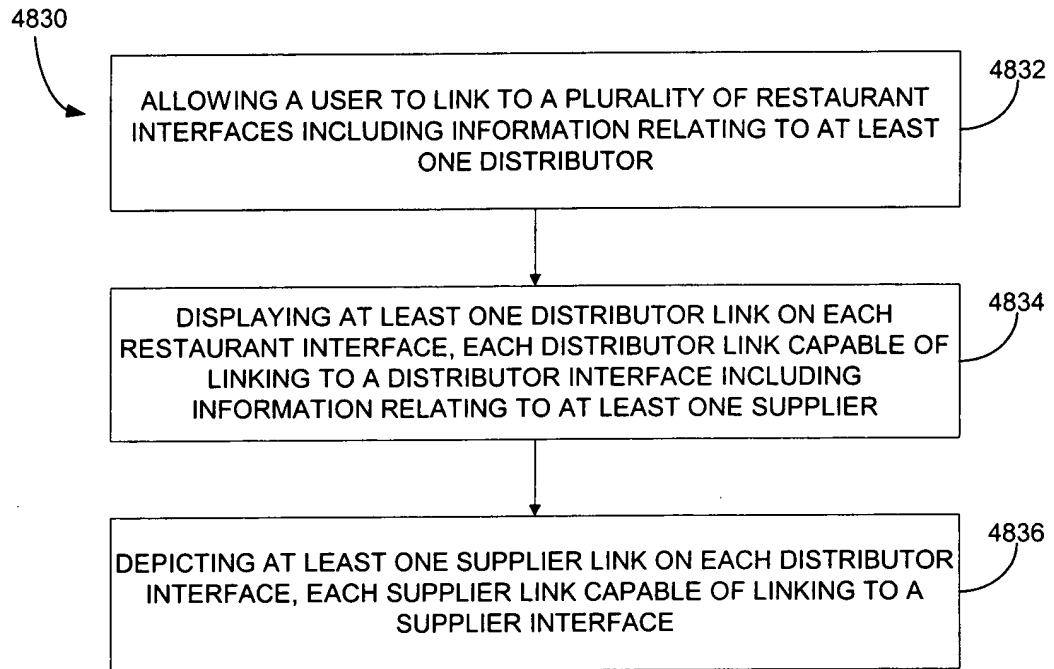 4830
4832
ALLOWING A USER TO LINK TO A PLURALITY OF RESTAURANT
INTERFACES INCLUDING INFORMATION RELATING TO AT LEAST
ONE DISTRIBUTOR
4834
DISPLAYING AT LEAST ONE DISTRIBUTOR LINK ON EACH
RESTAURANT INTERFACE, EACH DISTRIBUTOR LINK CAPABLE OF
LINKING TO A DISTRIBUTOR INTERFACE INCLUDING
INFORMATION RELATING TO AT LEAST ONE SUPPLIER
4836
DEPICTING AT LEAST ONE SUPPLIER LINK ON EACH DISTRIBUTOR
INTERFACE, EACH SUPPLIER LINK CAPABLE OF LINKING TO A
SUPPLIER INTERFACE